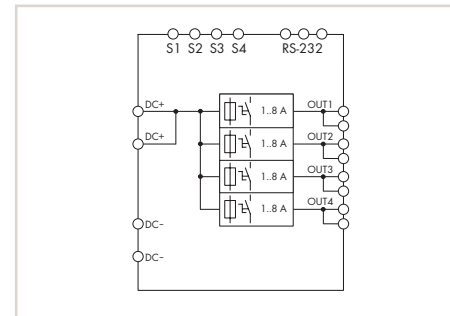 S1 S2 S3 S4 RS-232
DC+ 1..8 A OUT1
DC+ 1..8 A OUT2
1..8 A OUT3
1..8 A OUT4
DC–
DC–